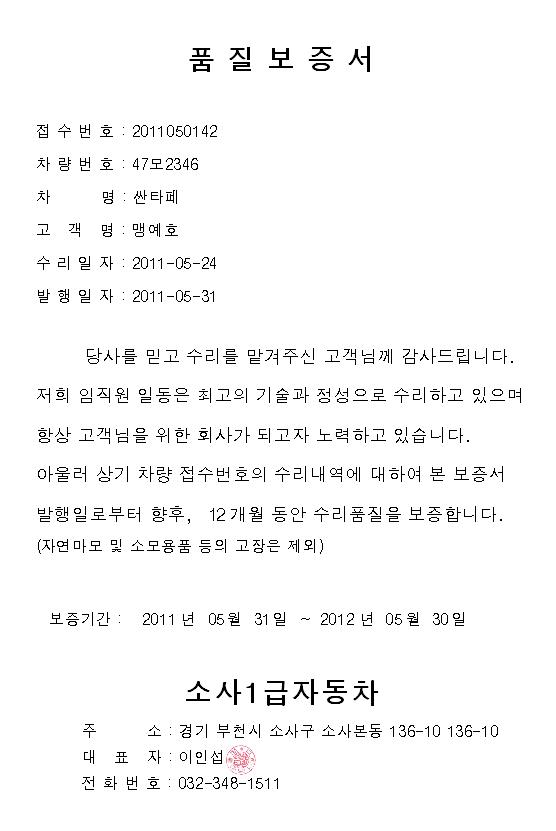 품 질 보 증 서
접 수 번 호 : 2011050142
차 량 번 호 : 47모2346
차 명 : 싼타페
고 객 명 : 맹예호
수 리 일 자 : 2011-05-24
발 행 일 자 : 2011-05-31
당사를 믿고 수리를 맡겨주신 고객님께 감사드립니다.
저희 임직원 일동은 최고의 기술과 정성으로 수리하고 있으며
항상 고객님을 위한 회사가 되고자 노력하고 있습니다.
아울러 상기 차량 접수번호의 수리내역에 대하여 본 보증서
발행일로부터 향후, 12개월 동안 수리품질을 보증합니다.
(자연마모 및 소모용품 등의 고장은 제외)
보증기간 : 2011 년 05월 31일 ~ 2012 년 05월 30일
소사1급자동차
주 소 : 경기 부천시 소사구 소사본동 136-10 136-10
대 표 자 : 이인섭
전 화 번 호 : 032-348-1511